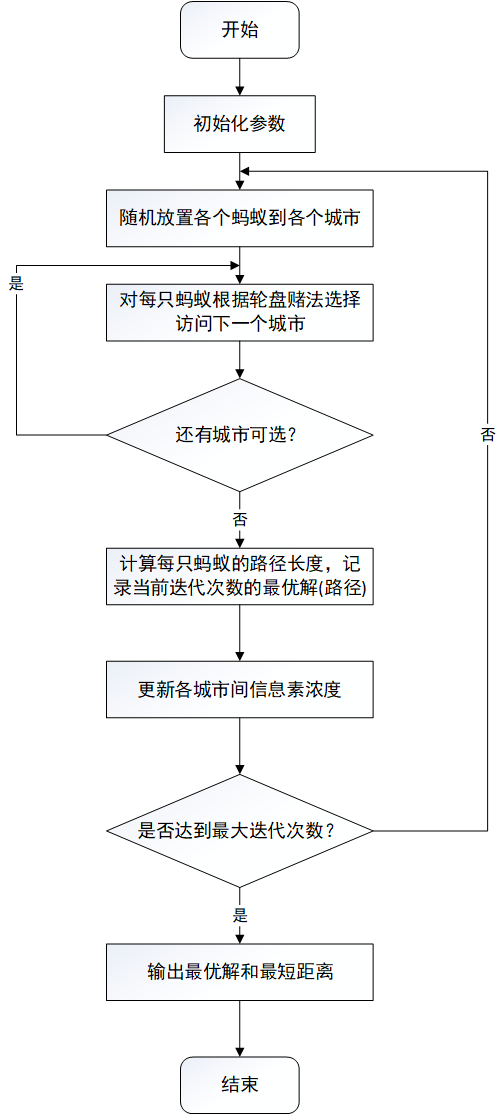 开始
初始化参数
随机放置各个蚂蚁到各个城市
是
对每只蚂蚁根据轮盘赌法选择
访问下一个城市
还有城市可选？
否
否
计算每只蚂蚁的路径长度，记
录当前迭代次数的最优解(路径)
更新各城市间信息素浓度
是否达到最大迭代次数？
是
输出最优解和最短距离
结束